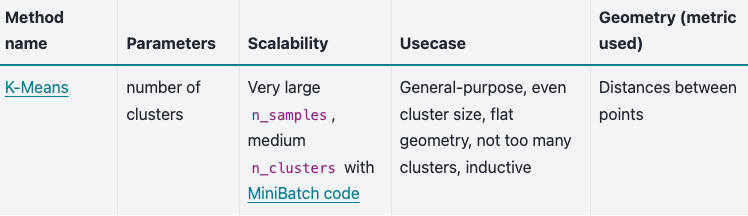 Method name
Parameters
Scalability
Usecase
Geometry (metric used)
K-Means
number of
clusters
Very large
n_samples,
medium
n_clusters with
MiniBatch code
General-purpose, even
cluster size, flat
geometry, not too many
clusters, inductive
Distances between
points